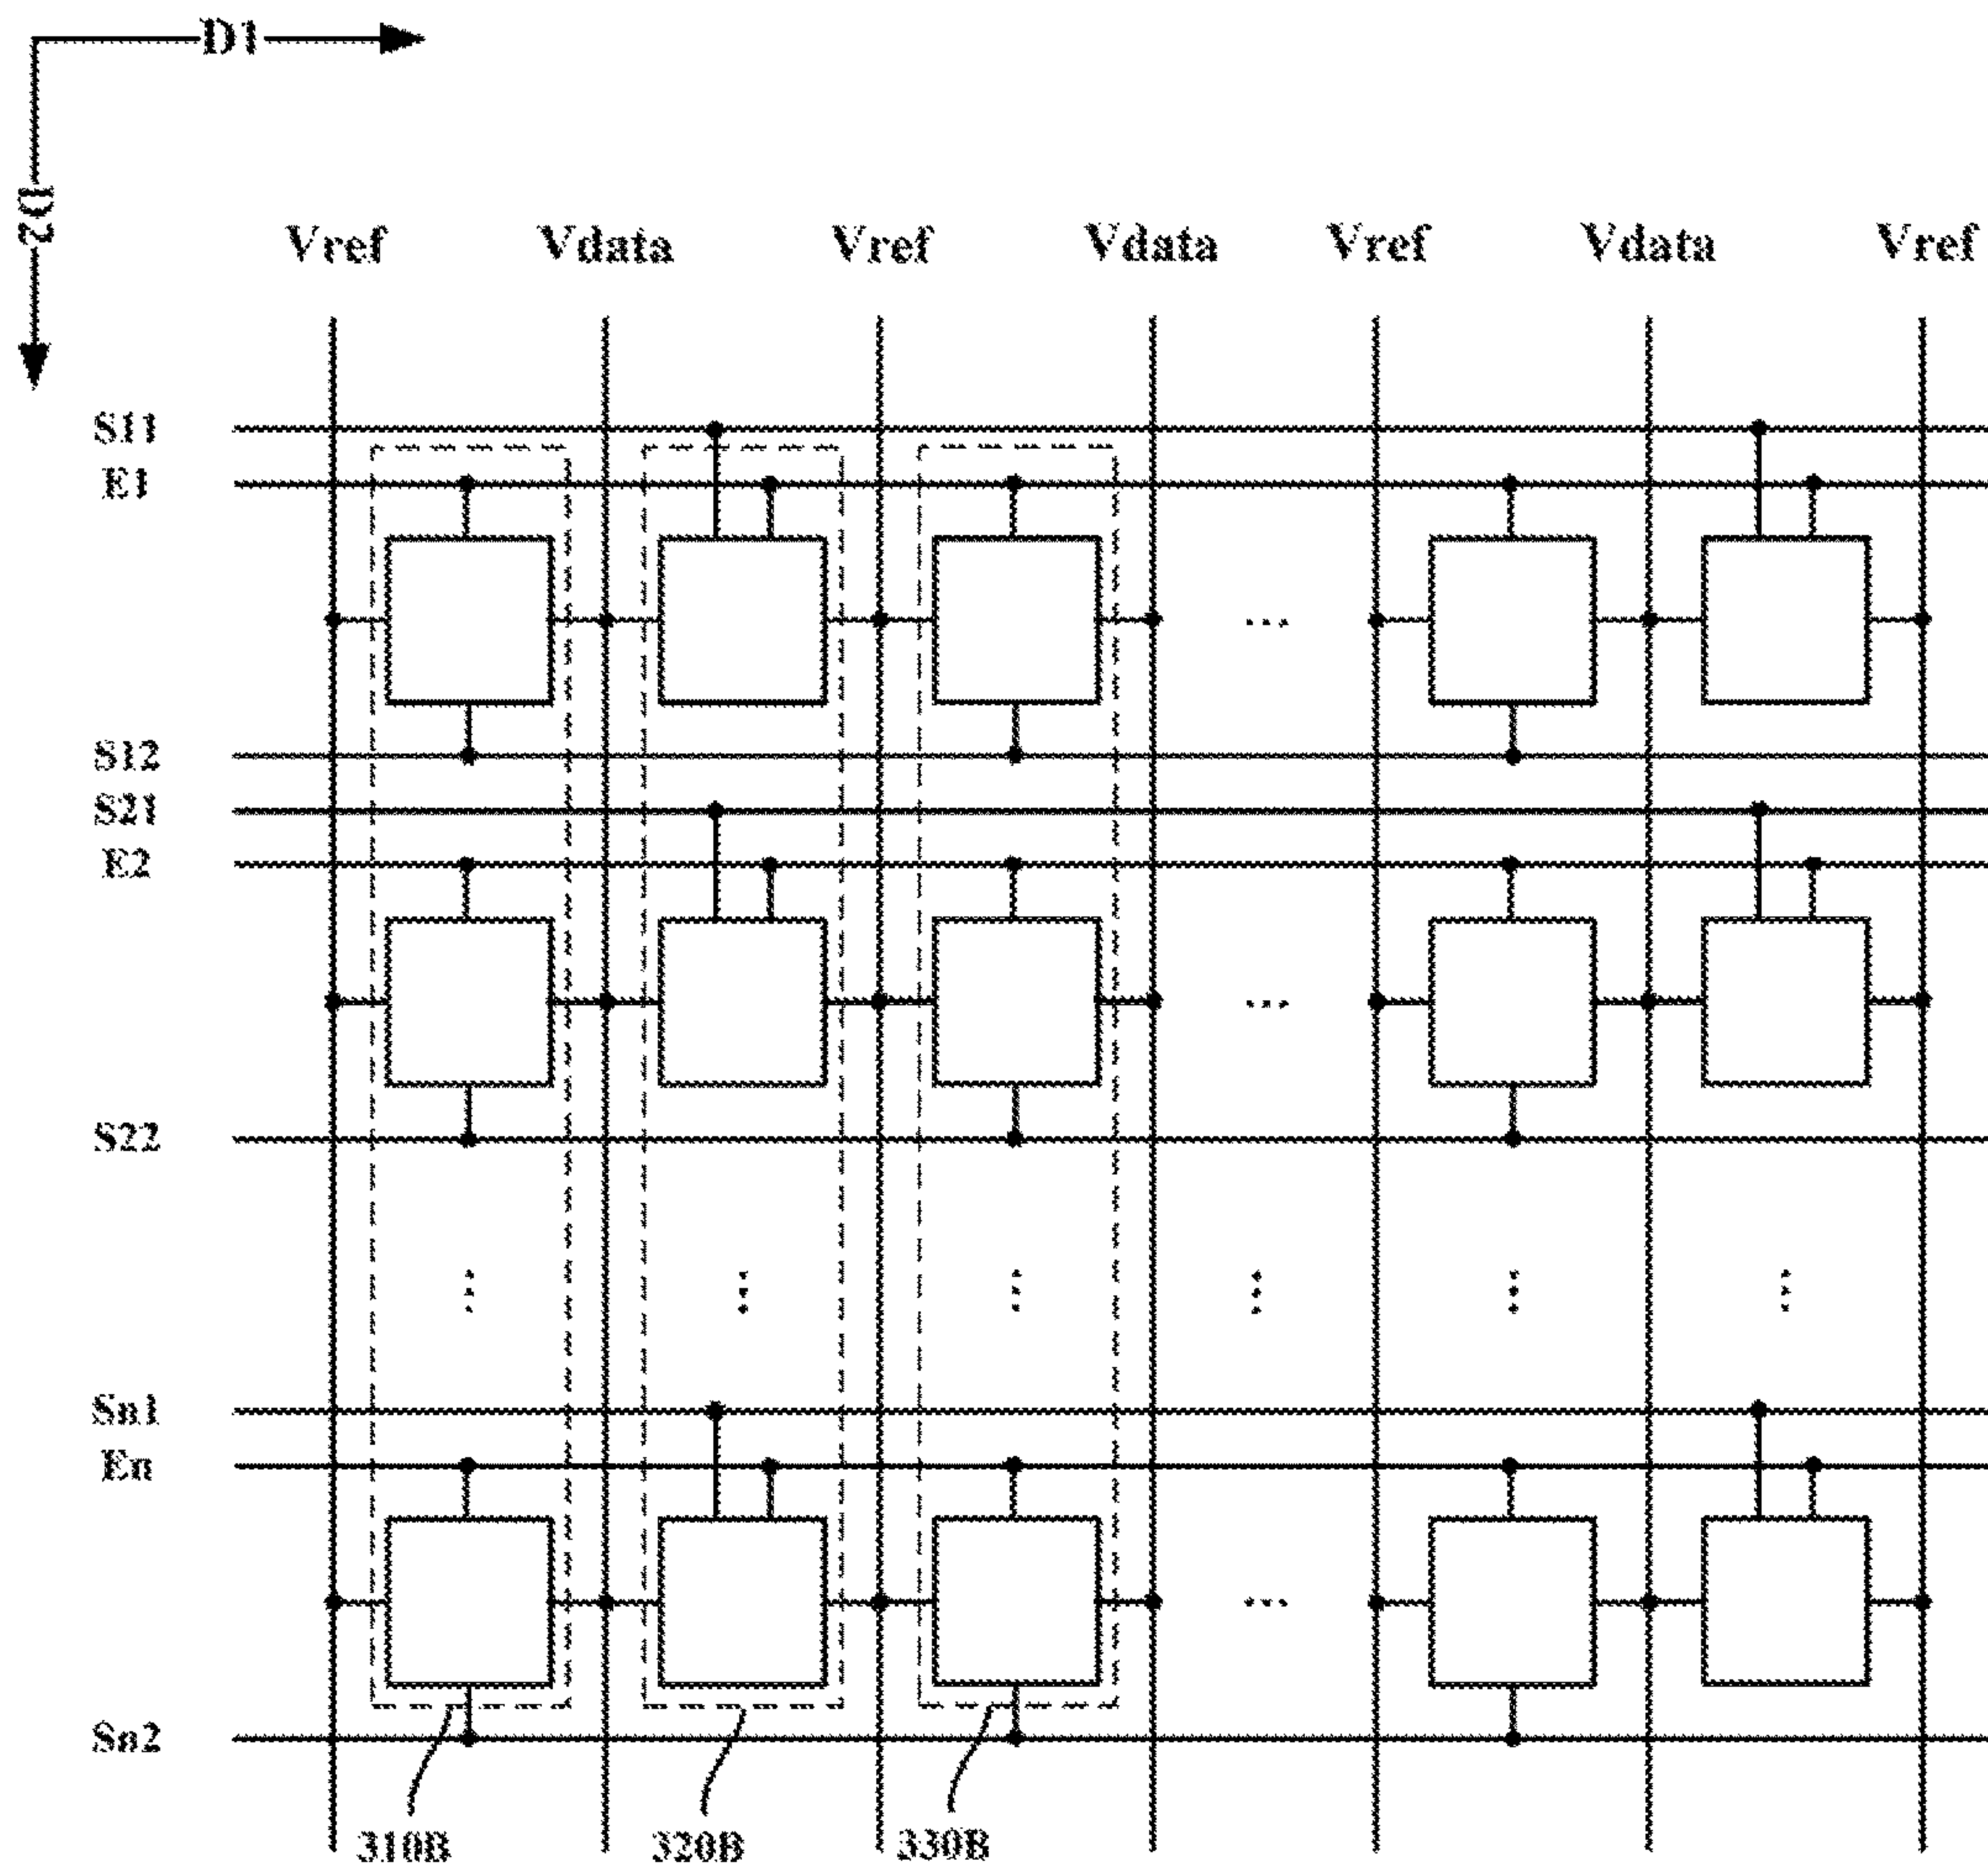 D1
D2
Vref Vdata Vref Vdata Vref Vdata Vref
S11
E1
...
S12
S21
E2
...
S22
Sn1
En
...
Sn2
310B 320B 330B